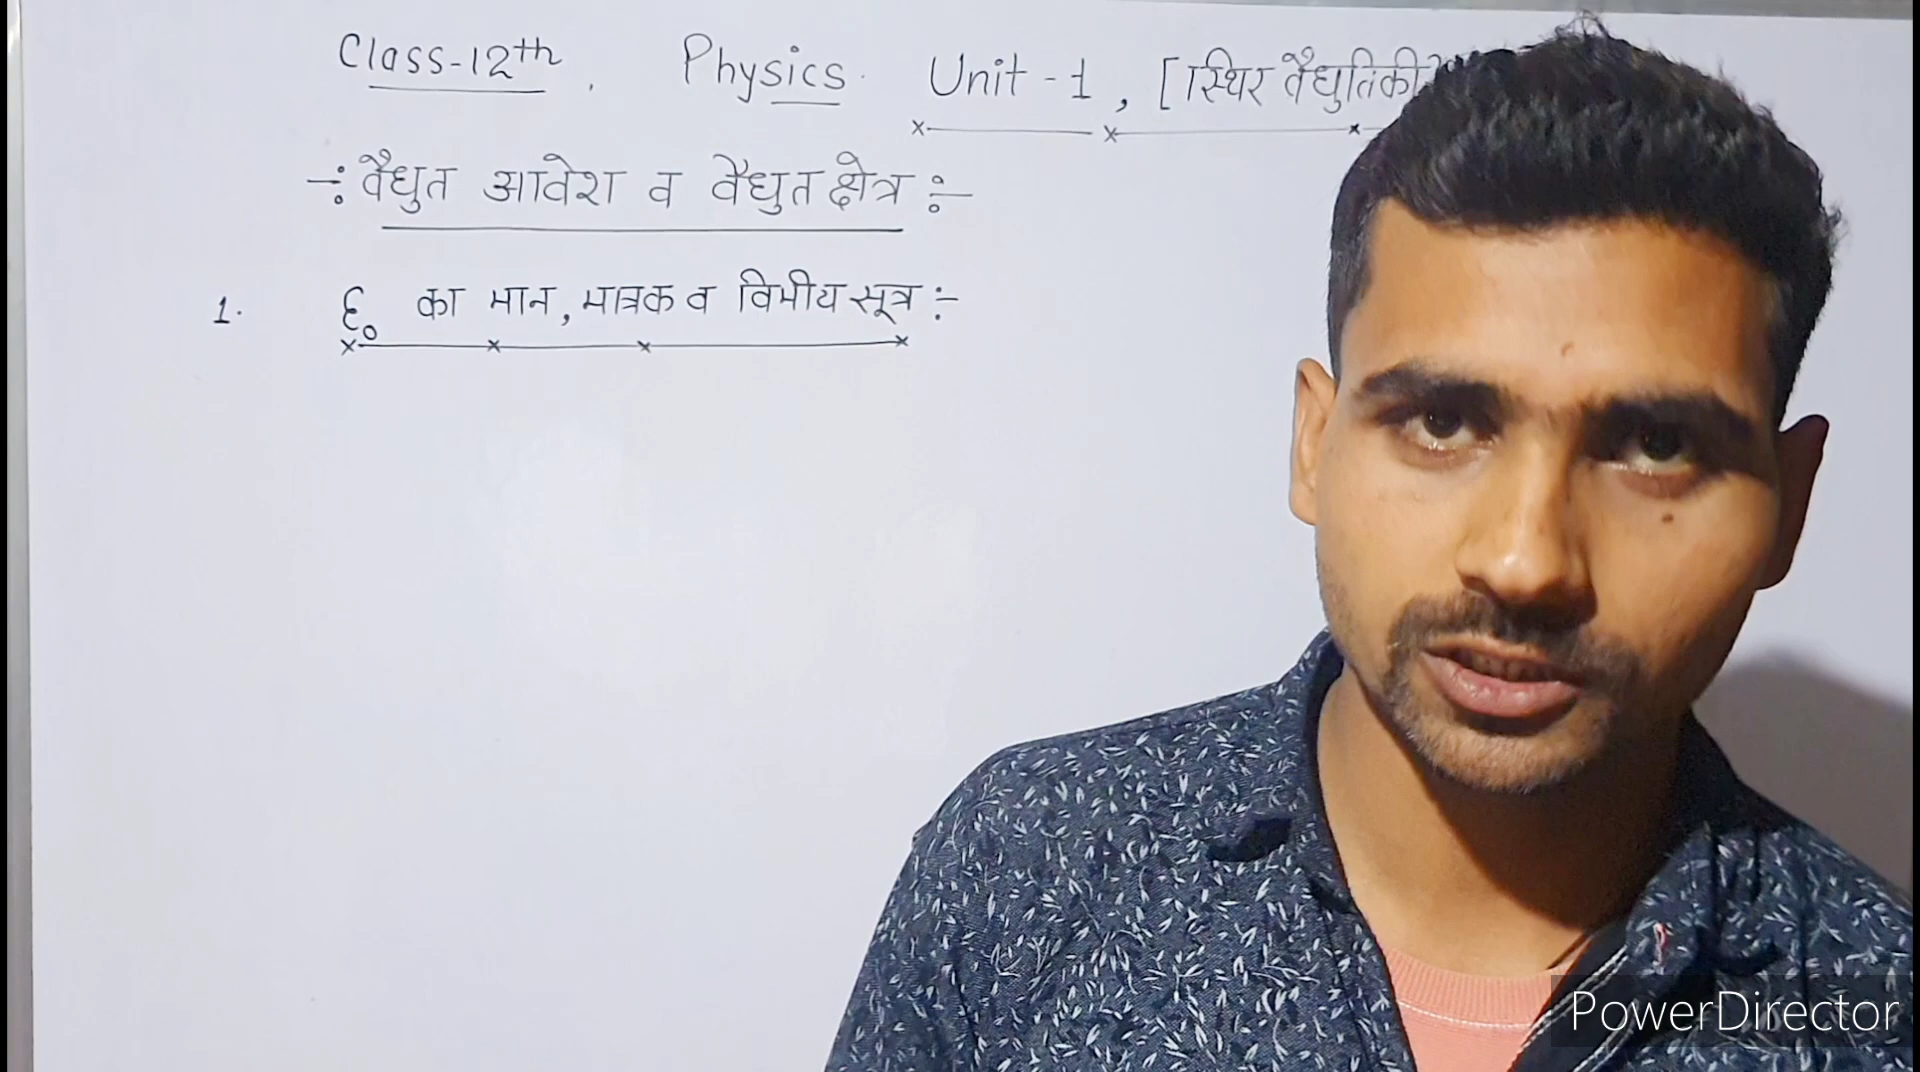 Class-12th, Physics. Unit-1, [स्थिर वैद्युतिकी
-: वैद्युत आवेश व वैद्युत क्षेत्र :-
1. ε₀ का मान, मात्रक व विमीय सूत्र :-
PowerDirector